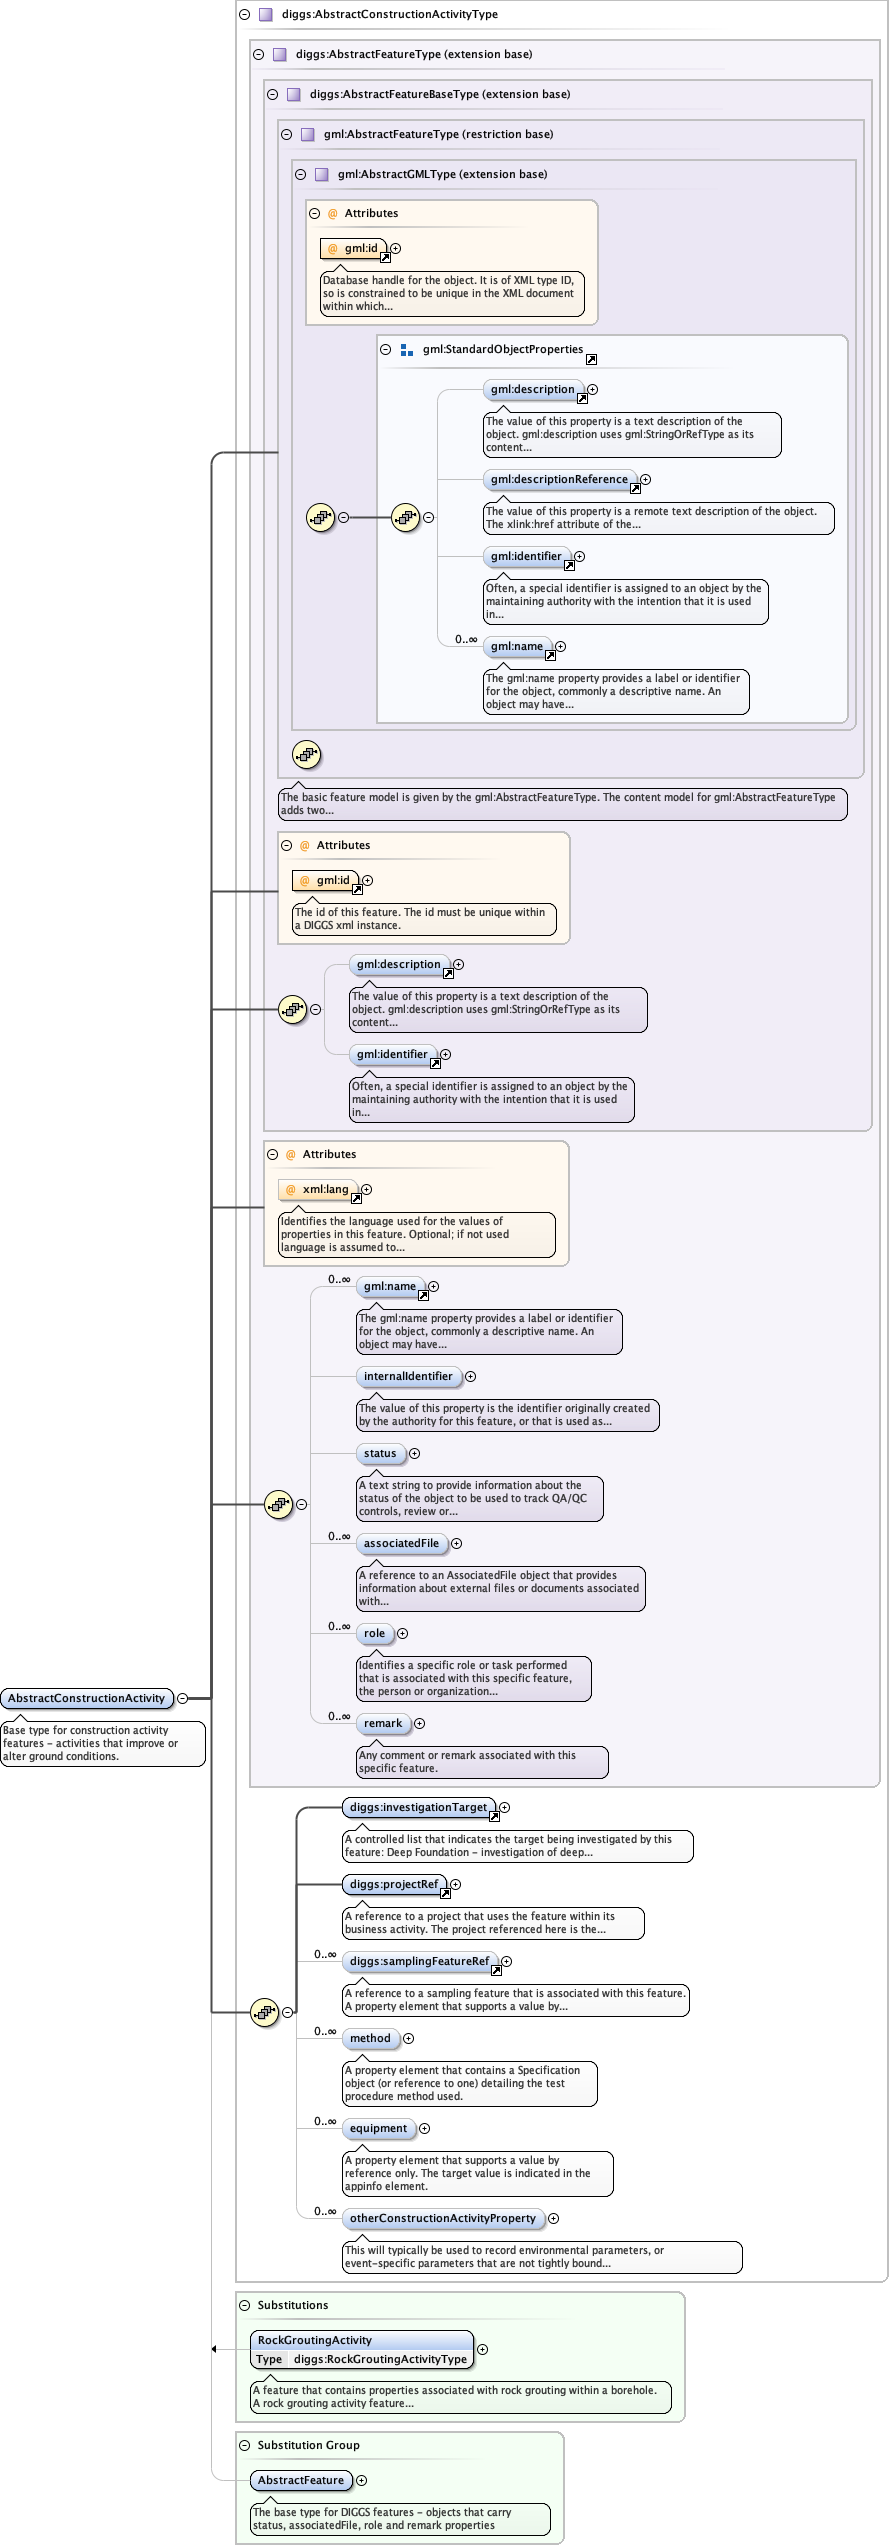 diggs:AbstractConstructionActivityType
diggs:AbstractFeatureType (extension base)
diggs:AbstractFeatureBaseType (extension base)
gml:AbstractFeatureType (restriction base)
gml:AbstractGMLType (extension base)
@ Attributes
@ gml:id
Database handle for the object. It is of XML type ID,
so is constrained to be unique in the XML document
within which...
gml:StandardObjectProperties
gml:description
The value of this property is a text description of the
object. gml:description uses gml:StringOrRefType as its
content...
gml:descriptionReference
The value of this property is a remote text description of the object.
The xlink:href attribute of the...
gml:identifier
Often, a special identifier is assigned to an object by the
maintaining authority with the intention that it is used
in...
0..∞
gml:name
The gml:name property provides a label or identifier
for the object, commonly a descriptive name. An
object may have...
The basic feature model is given by the gml:AbstractFeatureType. The content model for gml:AbstractFeatureType
adds two...
@ Attributes
@ gml:id
The id of this feature. The id must be unique within
a DIGGS xml instance.
gml:description
The value of this property is a text description of the
object. gml:description uses gml:StringOrRefType as its
content...
gml:identifier
Often, a special identifier is assigned to an object by the
maintaining authority with the intention that it is used
in...
@ Attributes
@ xml:lang
Identifies the language used for the values of
properties in this feature. Optional; if not used
language is assumed to...
0..∞
gml:name
The gml:name property provides a label or identifier
for the object, commonly a descriptive name. An
object may have...
internalIdentifier
The value of this property is the identifier originally created
by the authority for this feature, or that is used as...
status
A text string to provide information about the
status of the object to be used to track QA/QC
controls, review or...
0..∞
associatedFile
A reference to an AssociatedFile object that provides
information about external files or documents associated
with...
0..∞
role
Identifies a specific role or task performed
that is associated with this specific feature,
the person or organization...
0..∞
remark
Any comment or remark associated with this
specific feature.
AbstractConstructionActivity
Base type for construction activity
features – activities that improve or
alter ground conditions.
diggs:investigationTarget
A controlled list that indicates the target being investigated by this
feature: Deep Foundation – investigation of deep...
diggs:projectRef
A reference to a project that uses the feature within its
business activity. The project referenced here is the...
0..∞
diggs:samplingFeatureRef
A reference to a sampling feature that is associated with this feature.
A property element that supports a value by...
0..∞
method
A property element that contains a Specification
object (or reference to one) detailing the test
procedure method used.
0..∞
equipment
A property element that supports a value by
reference only. The target value is indicated in the
appinfo element.
0..∞
otherConstructionActivityProperty
This will typically be used to record environmental parameters, or
event-specific parameters that are not tightly bound...
Substitutions
RockGroutingActivity
Type diggs:RockGroutingActivityType
A feature that contains properties associated with rock grouting within a borehole.
A rock grouting activity feature...
Substitution Group
AbstractFeature
The base type for DIGGS features – objects that carry
status, associatedFile, role and remark properties